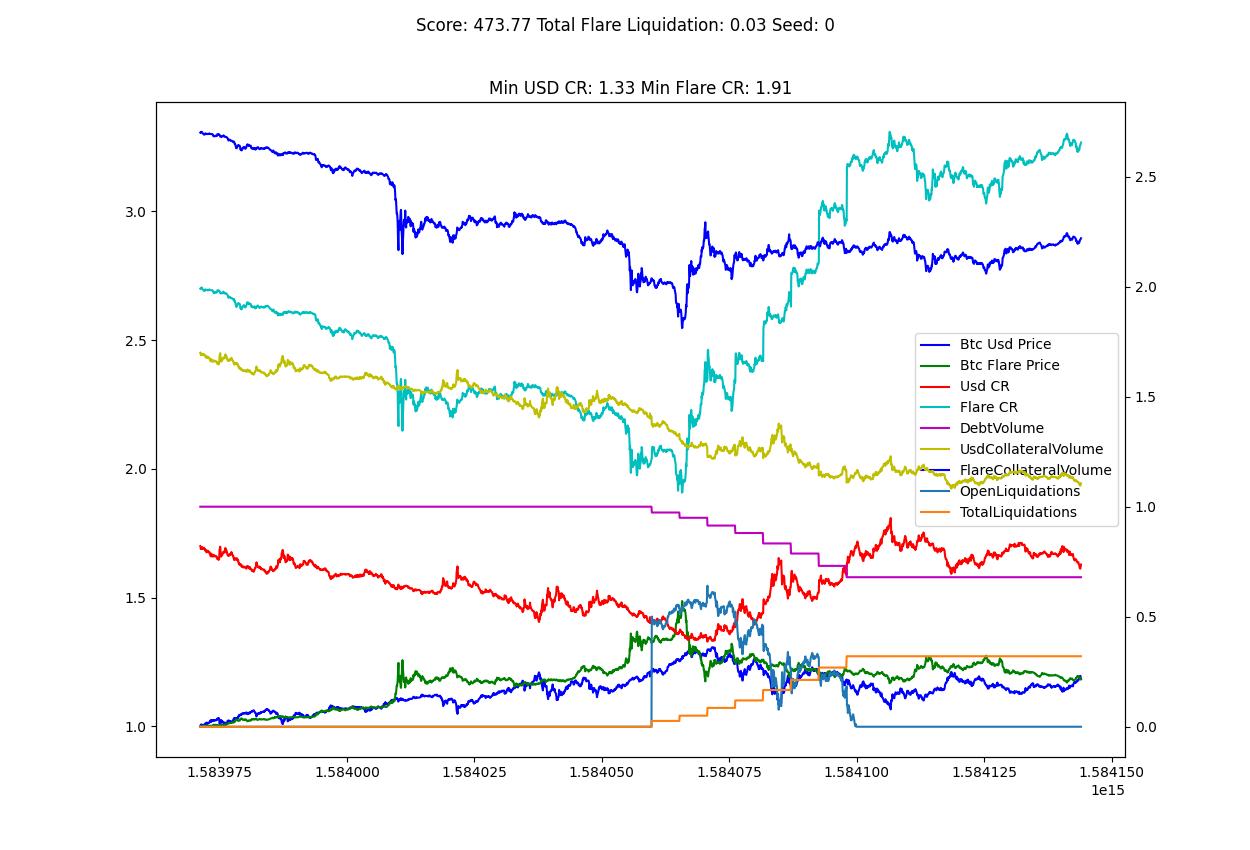 Score: 473.77 Total Flare Liquidation: 0.03 Seed: 0
Min USD CR: 1.33 Min Flare CR: 1.91
3.0
2.5
2.0
1.5
1.0
2.5
2.0
1.5
1.0
0.5
0.0
Btc Usd Price
Btc Flare Price
Usd CR
Flare CR
DebtVolume
UsdCollateralVolume
FlareCollateralVolume
OpenLiquidations
TotalLiquidations
1.583975 1.584000 1.584025 1.584050 1.584075 1.584100 1.584125 1.584150
1e15